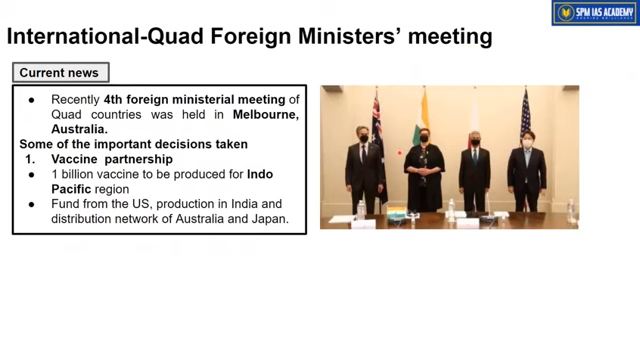 SPM IAS ACADEMY
International-Quad Foreign Ministers' meeting
Current news
● Recently 4th foreign ministerial meeting of
Quad countries was held in Melbourne,
Australia.
Some of the important decisions taken
1. Vaccine partnership
● 1 billion vaccine to be produced for Indo
Pacific region
● Fund from the US, production in India and
distribution network of Australia and Japan.